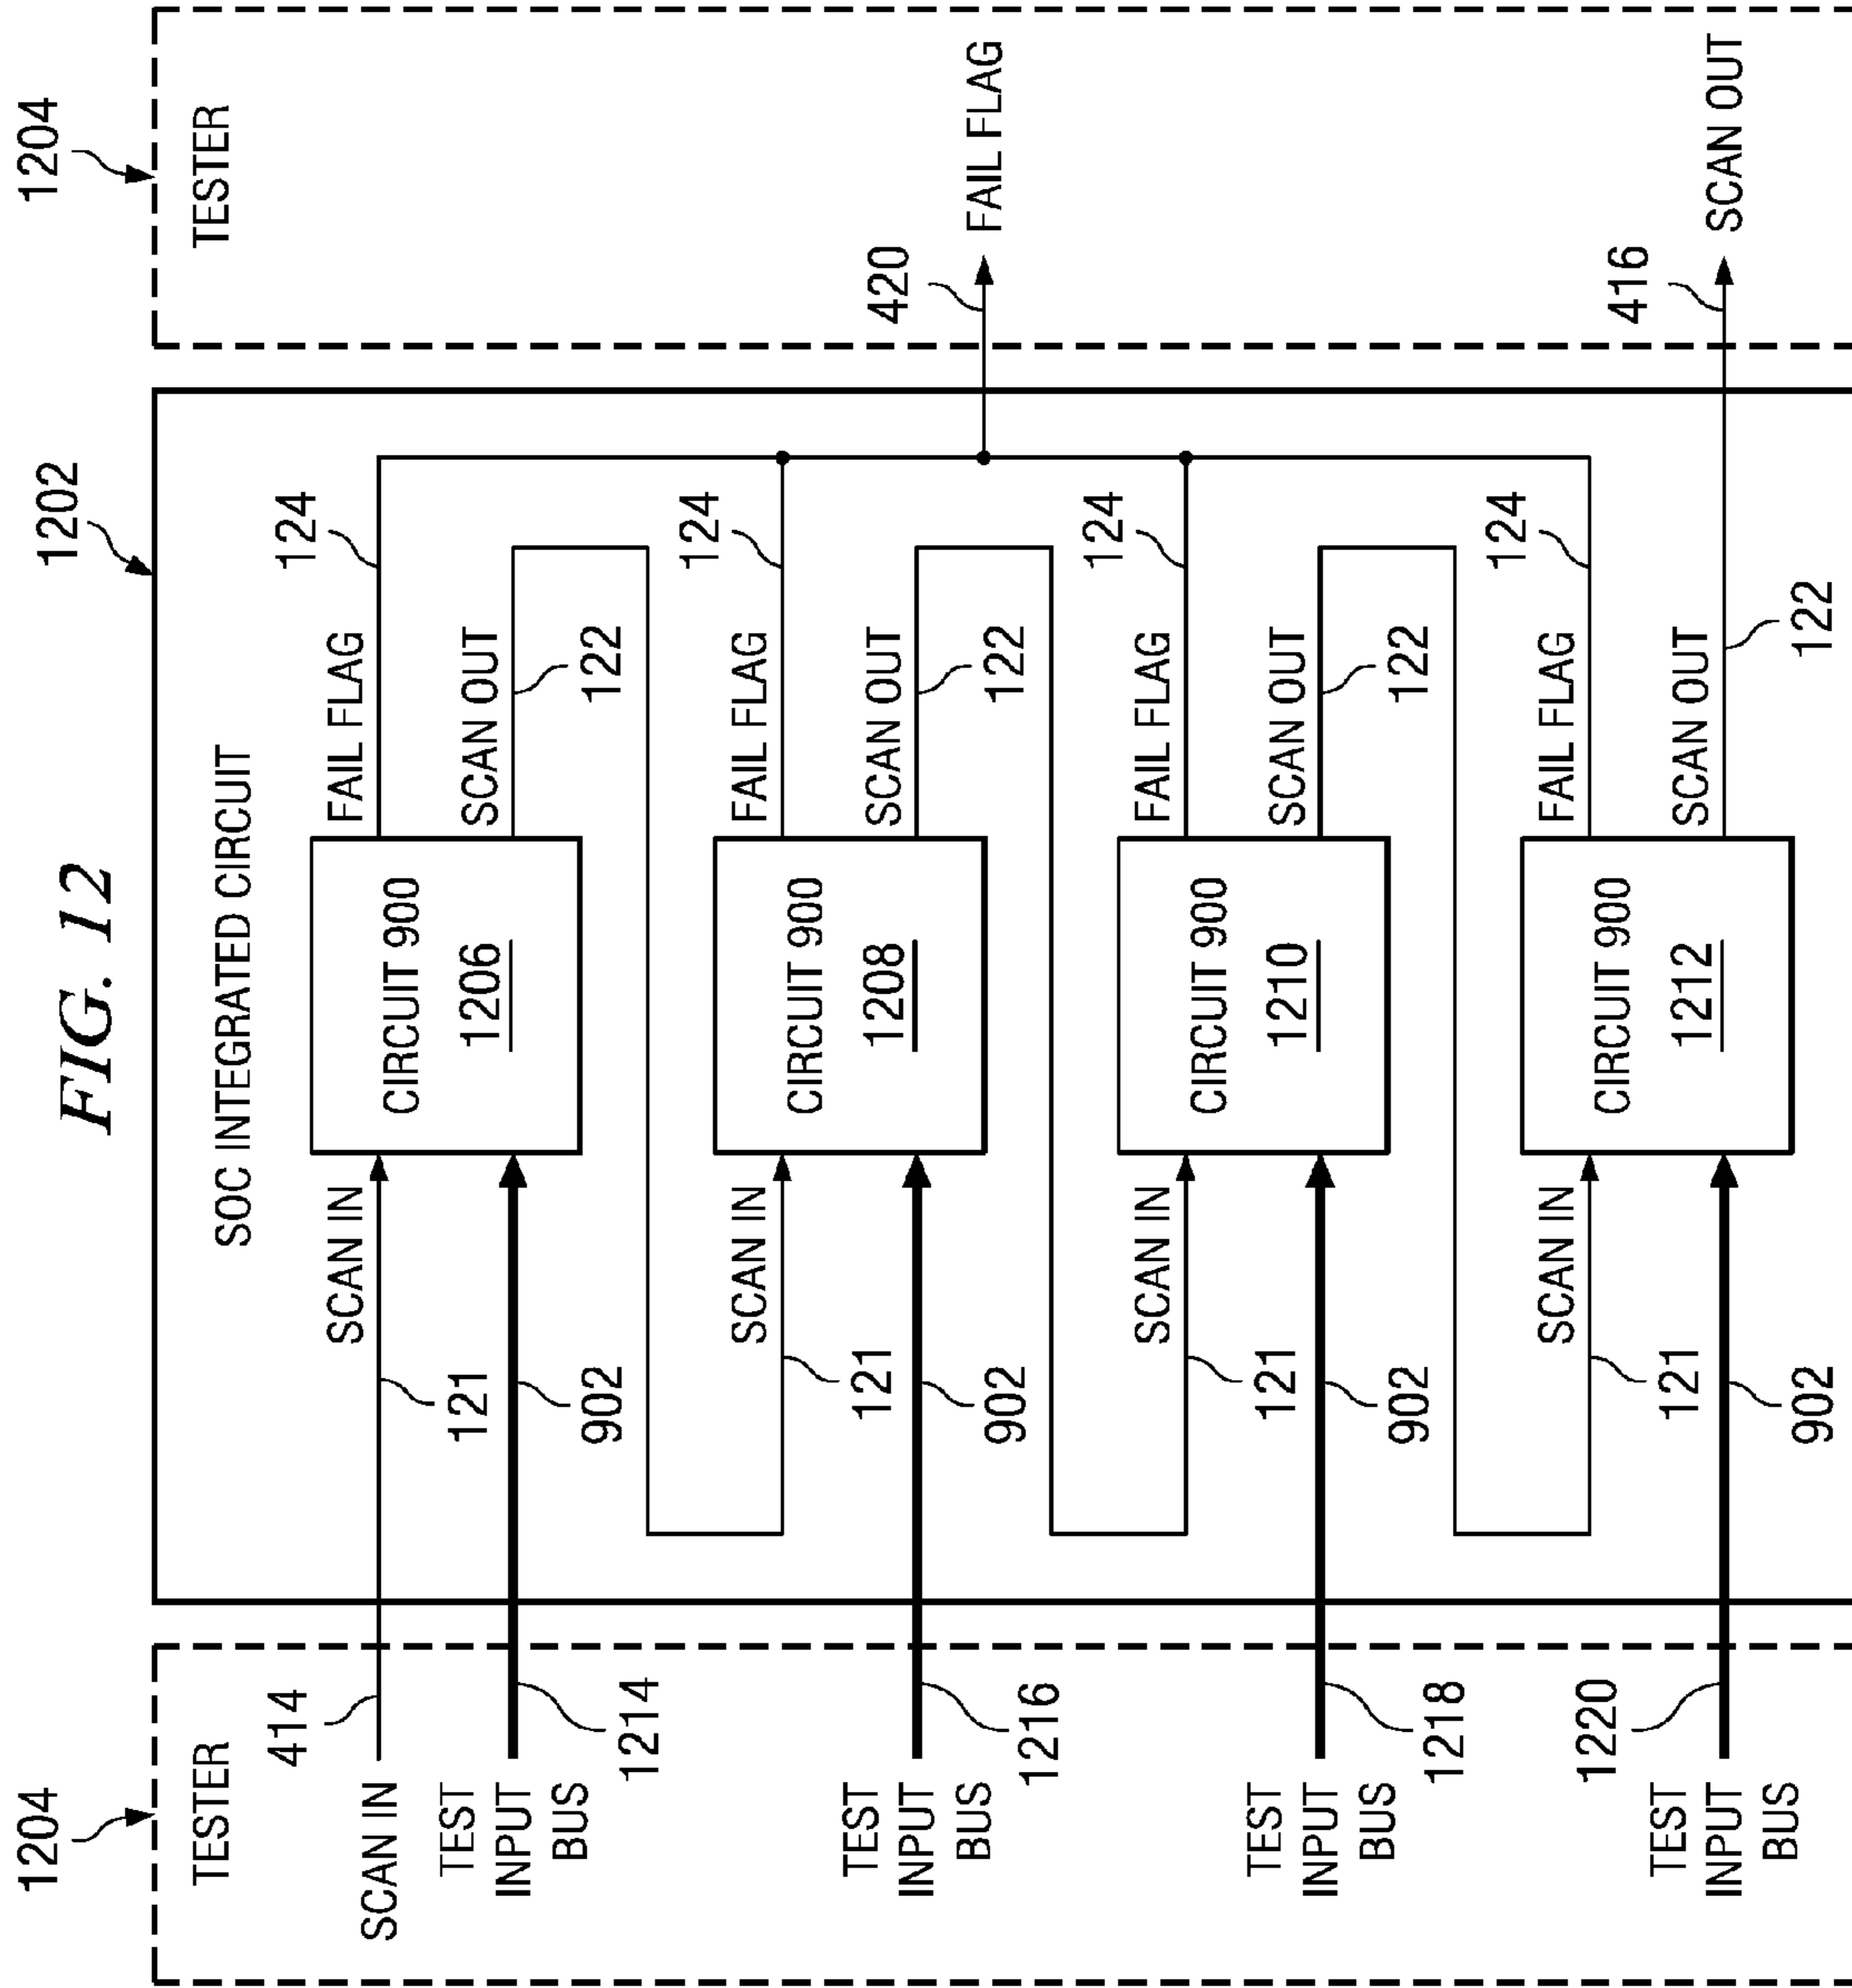 FIG. 12
1204
1202
1204
TESTER
SOC INTEGRATED CIRCUIT
TESTER
414
SCAN IN
121
SCAN IN
CIRCUIT 900
1206
FAIL FLAG
124
TEST
INPUT
BUS
1214
902
SCAN OUT
122
121
SCAN IN
CIRCUIT 900
1208
FAIL FLAG
124
TEST
INPUT
BUS
1216
902
SCAN OUT
122
420
FAIL FLAG
121
SCAN IN
CIRCUIT 900
1210
FAIL FLAG
124
TEST
INPUT
BUS
1218
902
SCAN OUT
122
121
SCAN IN
CIRCUIT 900
1212
FAIL FLAG
124
TEST
INPUT
BUS
1220
902
SCAN OUT
122
416
SCAN OUT